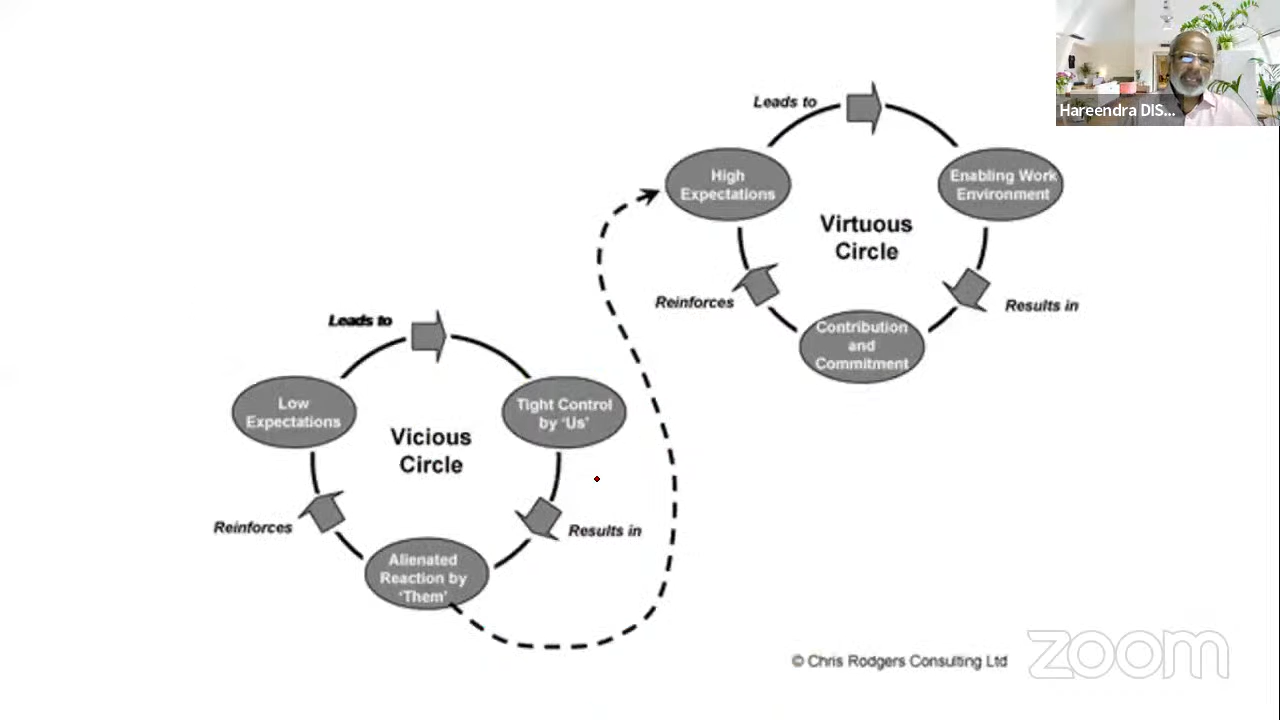 Hareendra DIS...
Leads to
High
Expectations
Enabling Work
Environment
Virtuous
Circle
Reinforces
Results in
Contribution
and
Commitment
Leads to
Low
Expectations
Tight Control
by ‘Us’
Vicious
Circle
Reinforces
Results in
Alienated
Reaction by
‘Them’
© Chris Rodgers Consulting Ltd
zoom